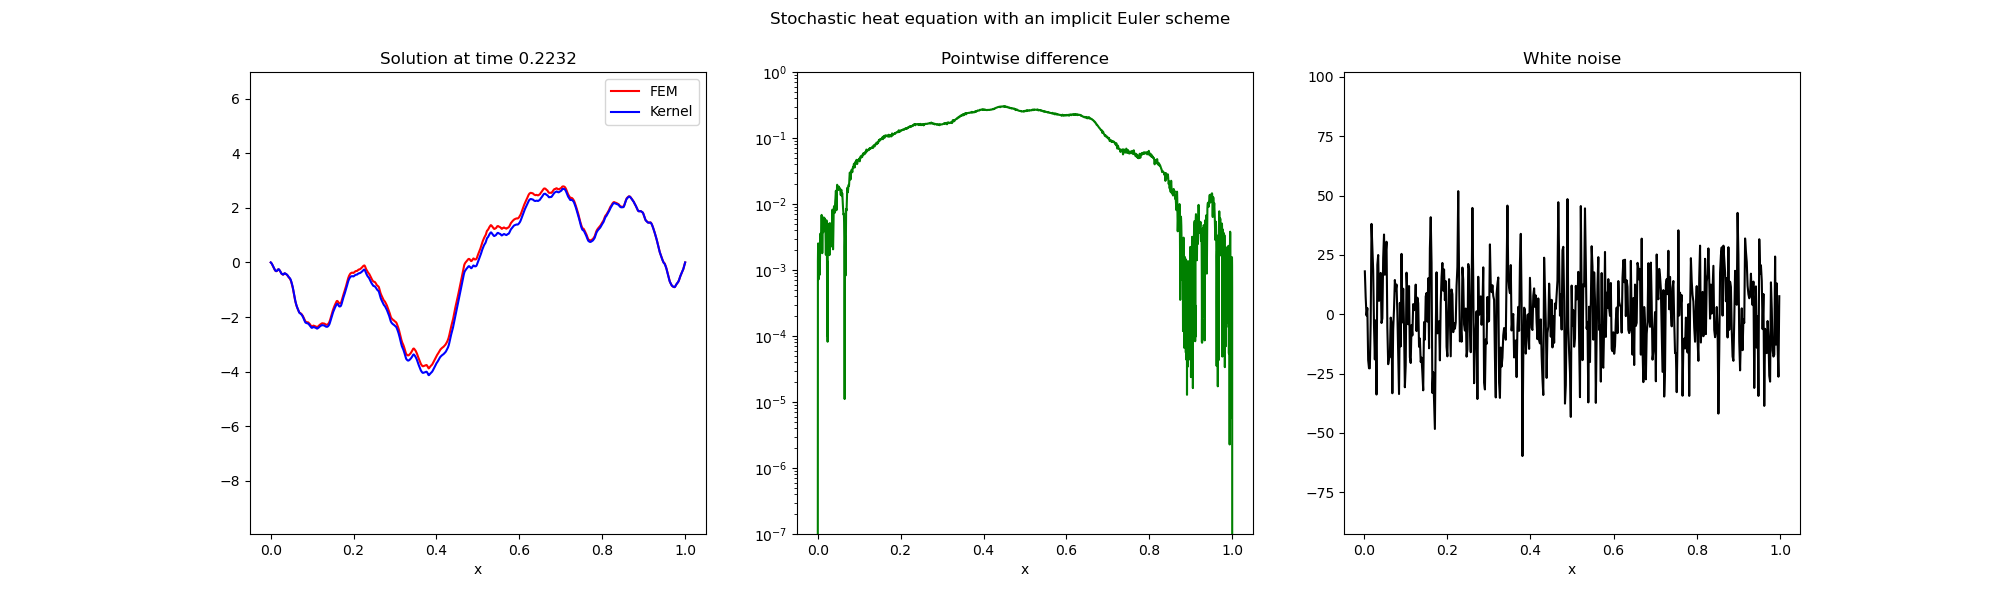 Stochastic heat equation with an implicit Euler scheme
Solution at time 0.2232
FEM
Kernel
6
4
2
0
−2
−4
−6
−8
0.0 0.2 0.4 0.6 0.8 1.0
x
Pointwise difference
10⁰
10⁻¹
10⁻²
10⁻³
10⁻⁴
10⁻⁵
10⁻⁶
10⁻⁷
0.0 0.2 0.4 0.6 0.8 1.0
x
White noise
100
75
50
25
0
−25
−50
−75
0.0 0.2 0.4 0.6 0.8 1.0
x